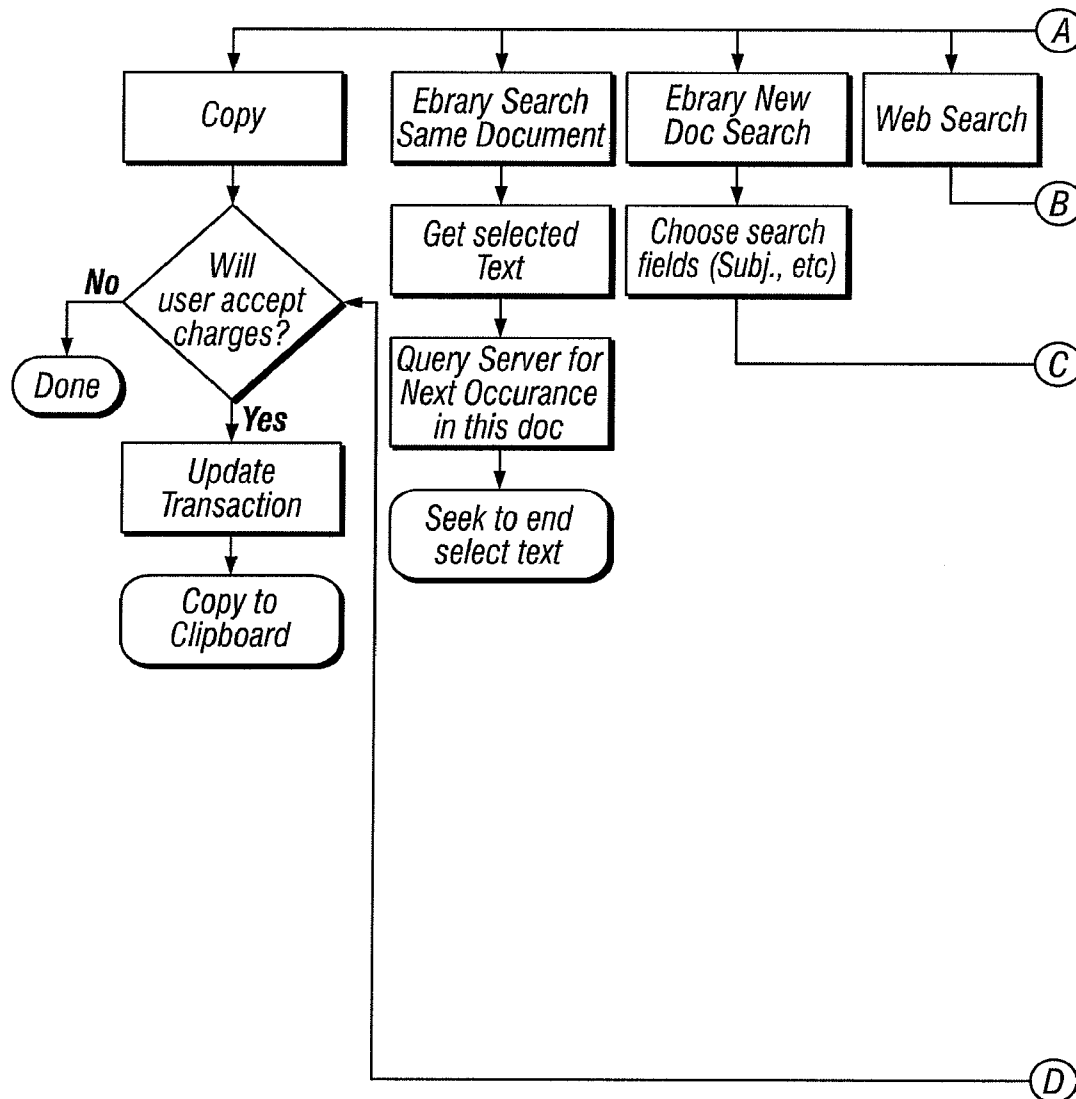 A
Copy
Ebrary Search
Same Document
Ebrary New
Doc Search
Web Search
B
Will
user accept
charges?
No
Done
Yes
Get selected
Text
Choose search
fields (Subj., etc)
C
Query Server for
Next Occurance
in this doc
Update
Transaction
Seek to end
select text
Copy to
Clipboard
D